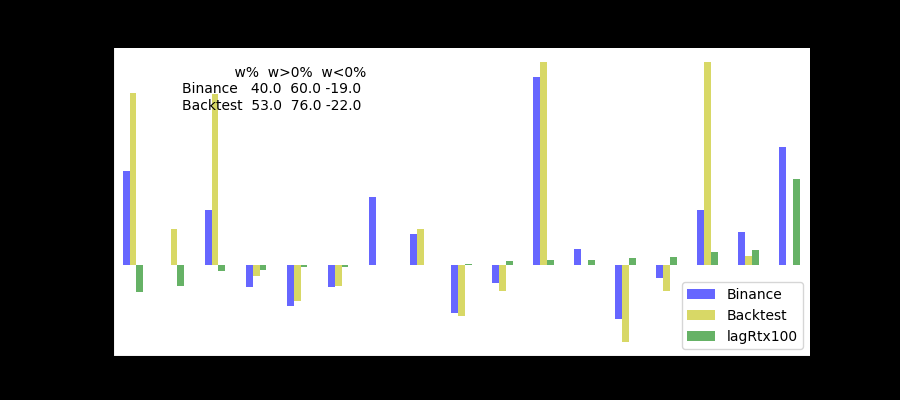 w% w>0% w<0%
Binance 40.0 60.0 -19.0
Backtest 53.0 76.0 -22.0
Binance
Backtest
lagRtx100